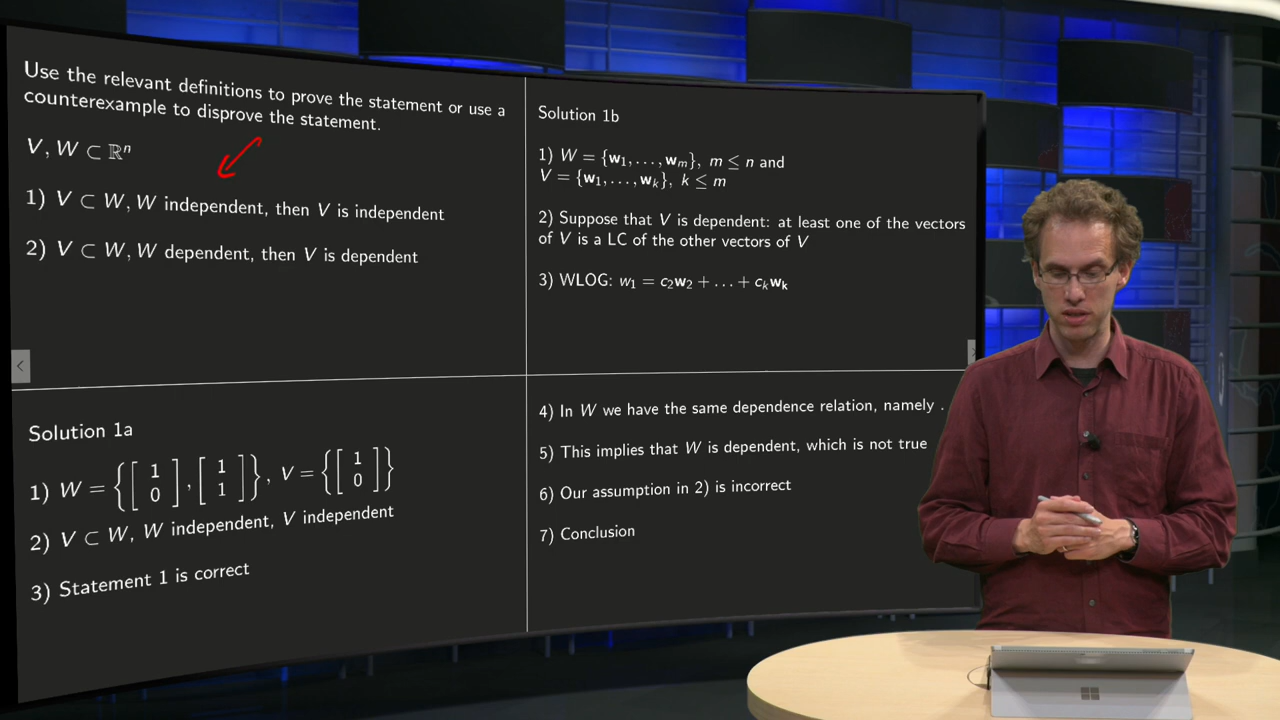 Use the relevant definitions to prove the statement or use a
counterexample to disprove the statement.
V, W ⊂ ℝⁿ
1) V ⊂ W, W independent, then V is independent
2) V ⊂ W, W dependent, then V is dependent
Solution 1a
1) W = {[1 0], [1 1]}, V = {[1 0]}
2) V ⊂ W, W independent, V independent
3) Statement 1 is correct
Solution 1b
1) W = {w₁, . . . , wₘ}, m ≤ n and
V = {w₁, . . . , wₖ}, k ≤ m
2) Suppose that V is dependent: at least one of the vectors
of V is a LC of the other vectors of V
3) WLOG: w₁ = c₂w₂ + . . . + cₖwₖ
4) In W we have the same dependence relation, namely .
5) This implies that W is dependent, which is not true
6) Our assumption in 2) is incorrect
7) Conclusion